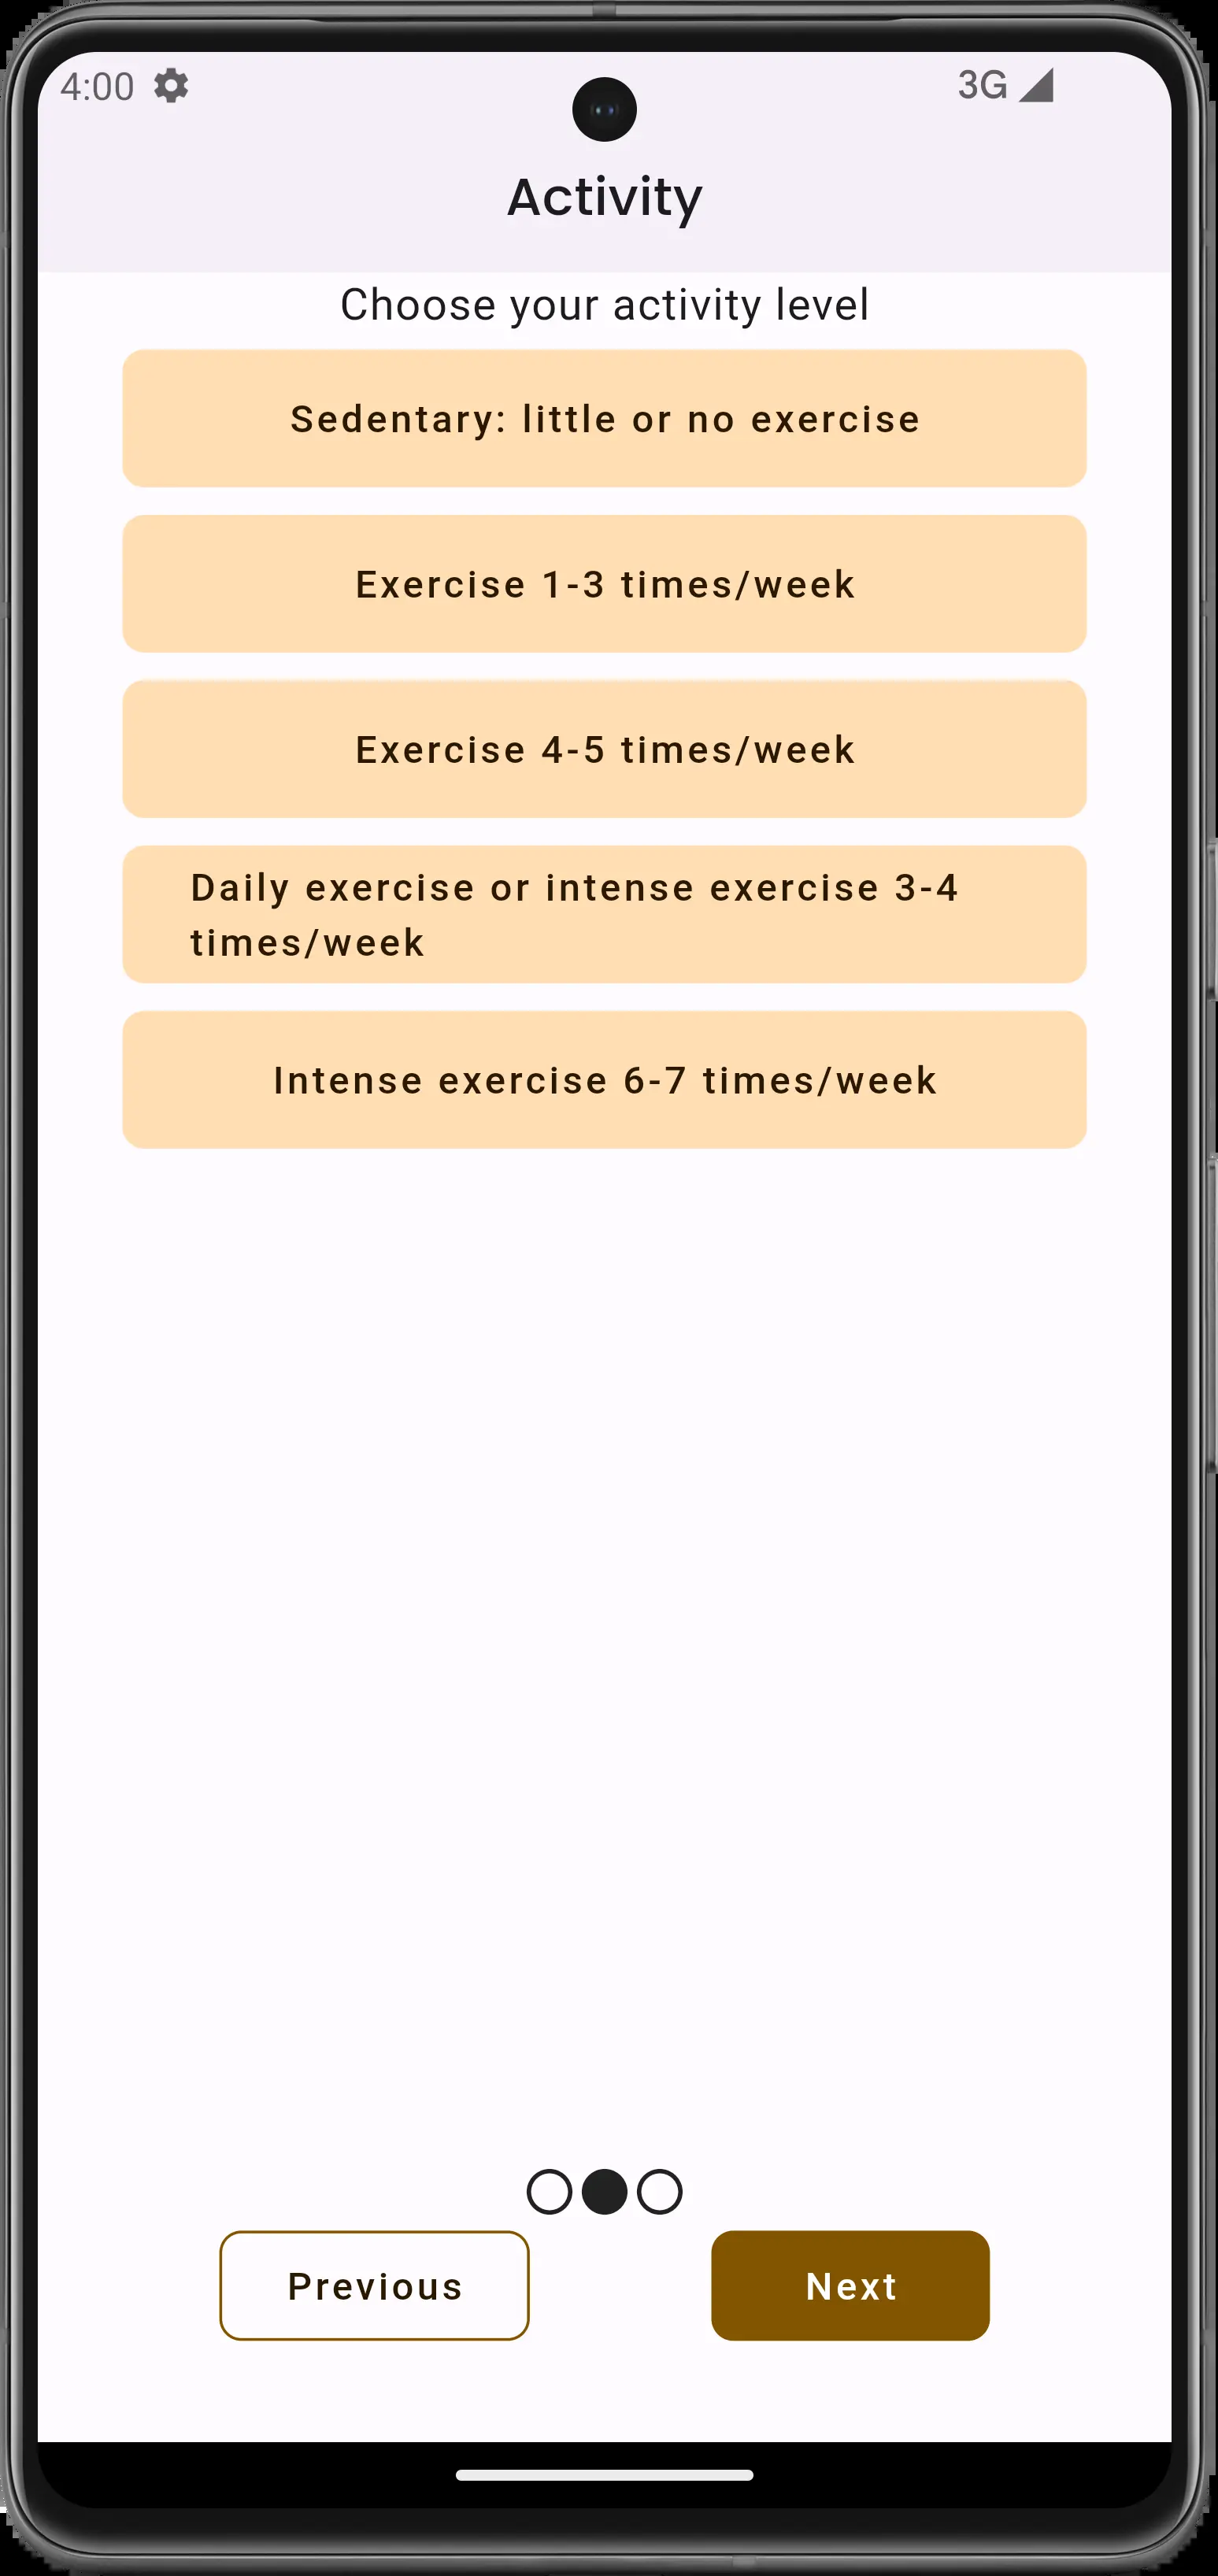 4:00
3G
Activity
Choose your activity level
Sedentary: little or no exercise
Exercise 1-3 times/week
Exercise 4-5 times/week
Daily exercise or intense exercise 3-4
times/week
Intense exercise 6-7 times/week
Previous
Next